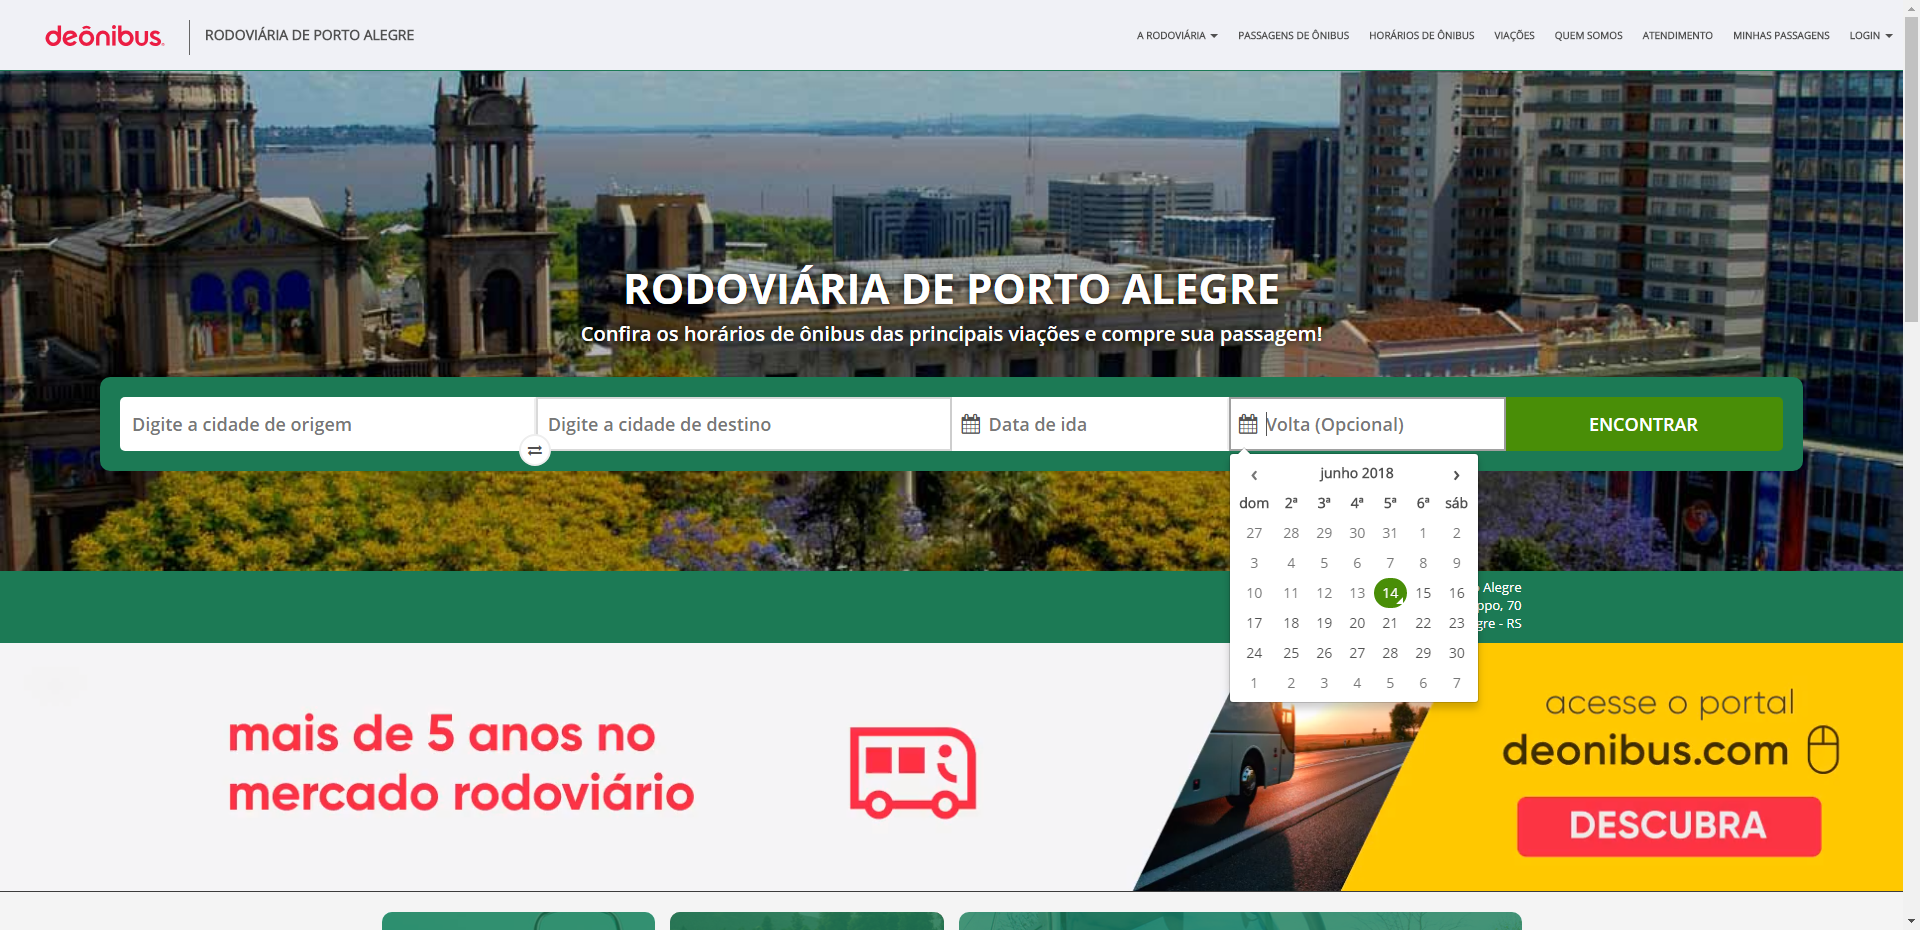 deônibus.
RODOVIÁRIA DE PORTO ALEGRE
A RODOVIÁRIA
PASSAGENS DE ÔNIBUS
HORÁRIOS DE ÔNIBUS
VIAÇÕES
QUEM SOMOS
ATENDIMENTO
MINHAS PASSAGENS
LOGIN
RODOVIÁRIA DE PORTO ALEGRE
Confira os horários de ônibus das principais viações e compre sua passagem!
Digite a cidade de origem
Digite a cidade de destino
Data de ida
Volta (Opcional)
ENCONTRAR
‹ junho 2018 ›
dom 2ª 3ª 4ª 5ª 6ª sáb
27 28 29 30 31 1 2
3 4 5 6 7 8 9
10 11 12 13 14 15 16
17 18 19 20 21 22 23
24 25 26 27 28 29 30
1 2 3 4 5 6 7
Alegre
, 70
- RS
mais de 5 anos no
mercado rodoviário
acesse o portal
deonibus.com
DESCUBRA